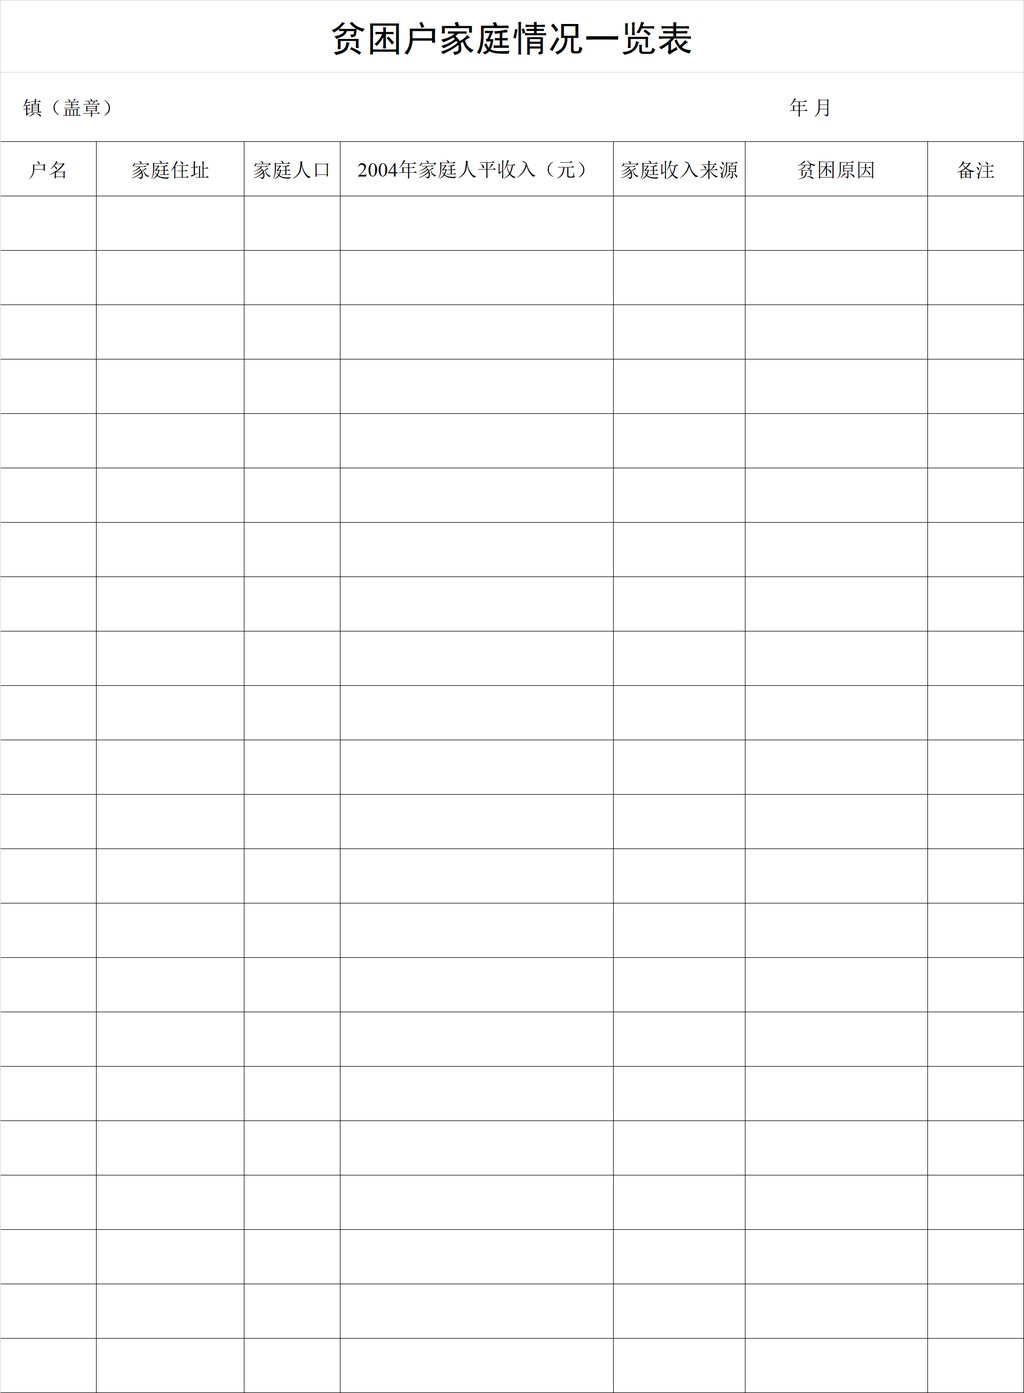 贫困户家庭情况一览表
镇（盖章） 年 月
户名 家庭住址 家庭人口 2004年家庭人平收入（元） 家庭收入来源 贫困原因 备注